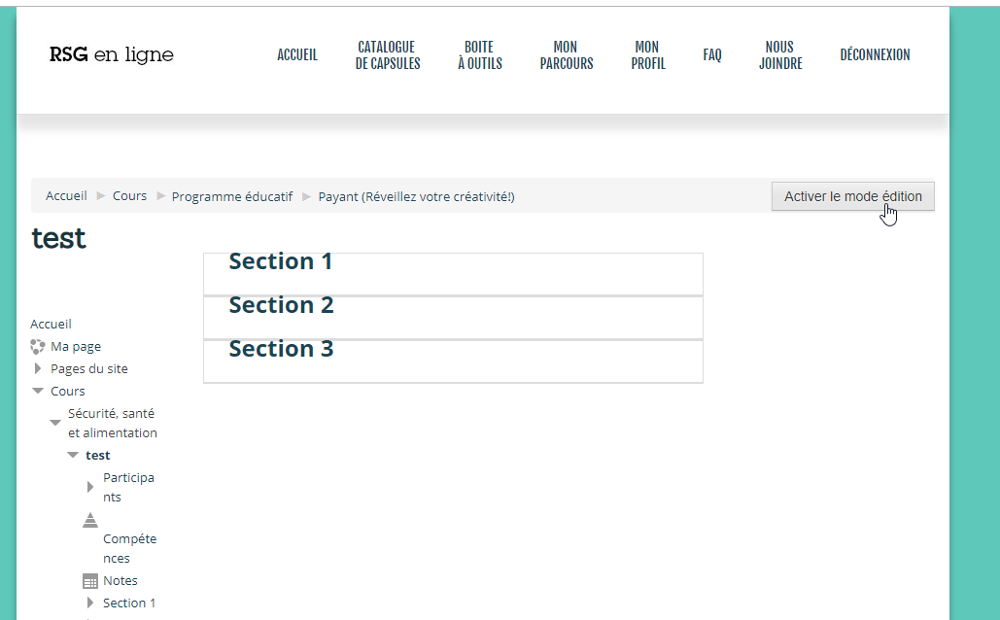 RSG en ligne
ACCUEIL
CATALOGUE
DE CAPSULES
BOITE
À OUTILS
MON
PARCOURS
MON
PROFIL
FAQ
NOUS
JOINDRE
DÉCONNEXION
Accueil
Cours
Programme éducatif
Payant (Réveillez votre créativité!)
Activer le mode édition
test
Section 1
Section 2
Section 3
Accueil
Ma page
Pages du site
Cours
Sécurité, santé
et alimentation
test
Participa
nts
Compéte
nces
Notes
Section 1